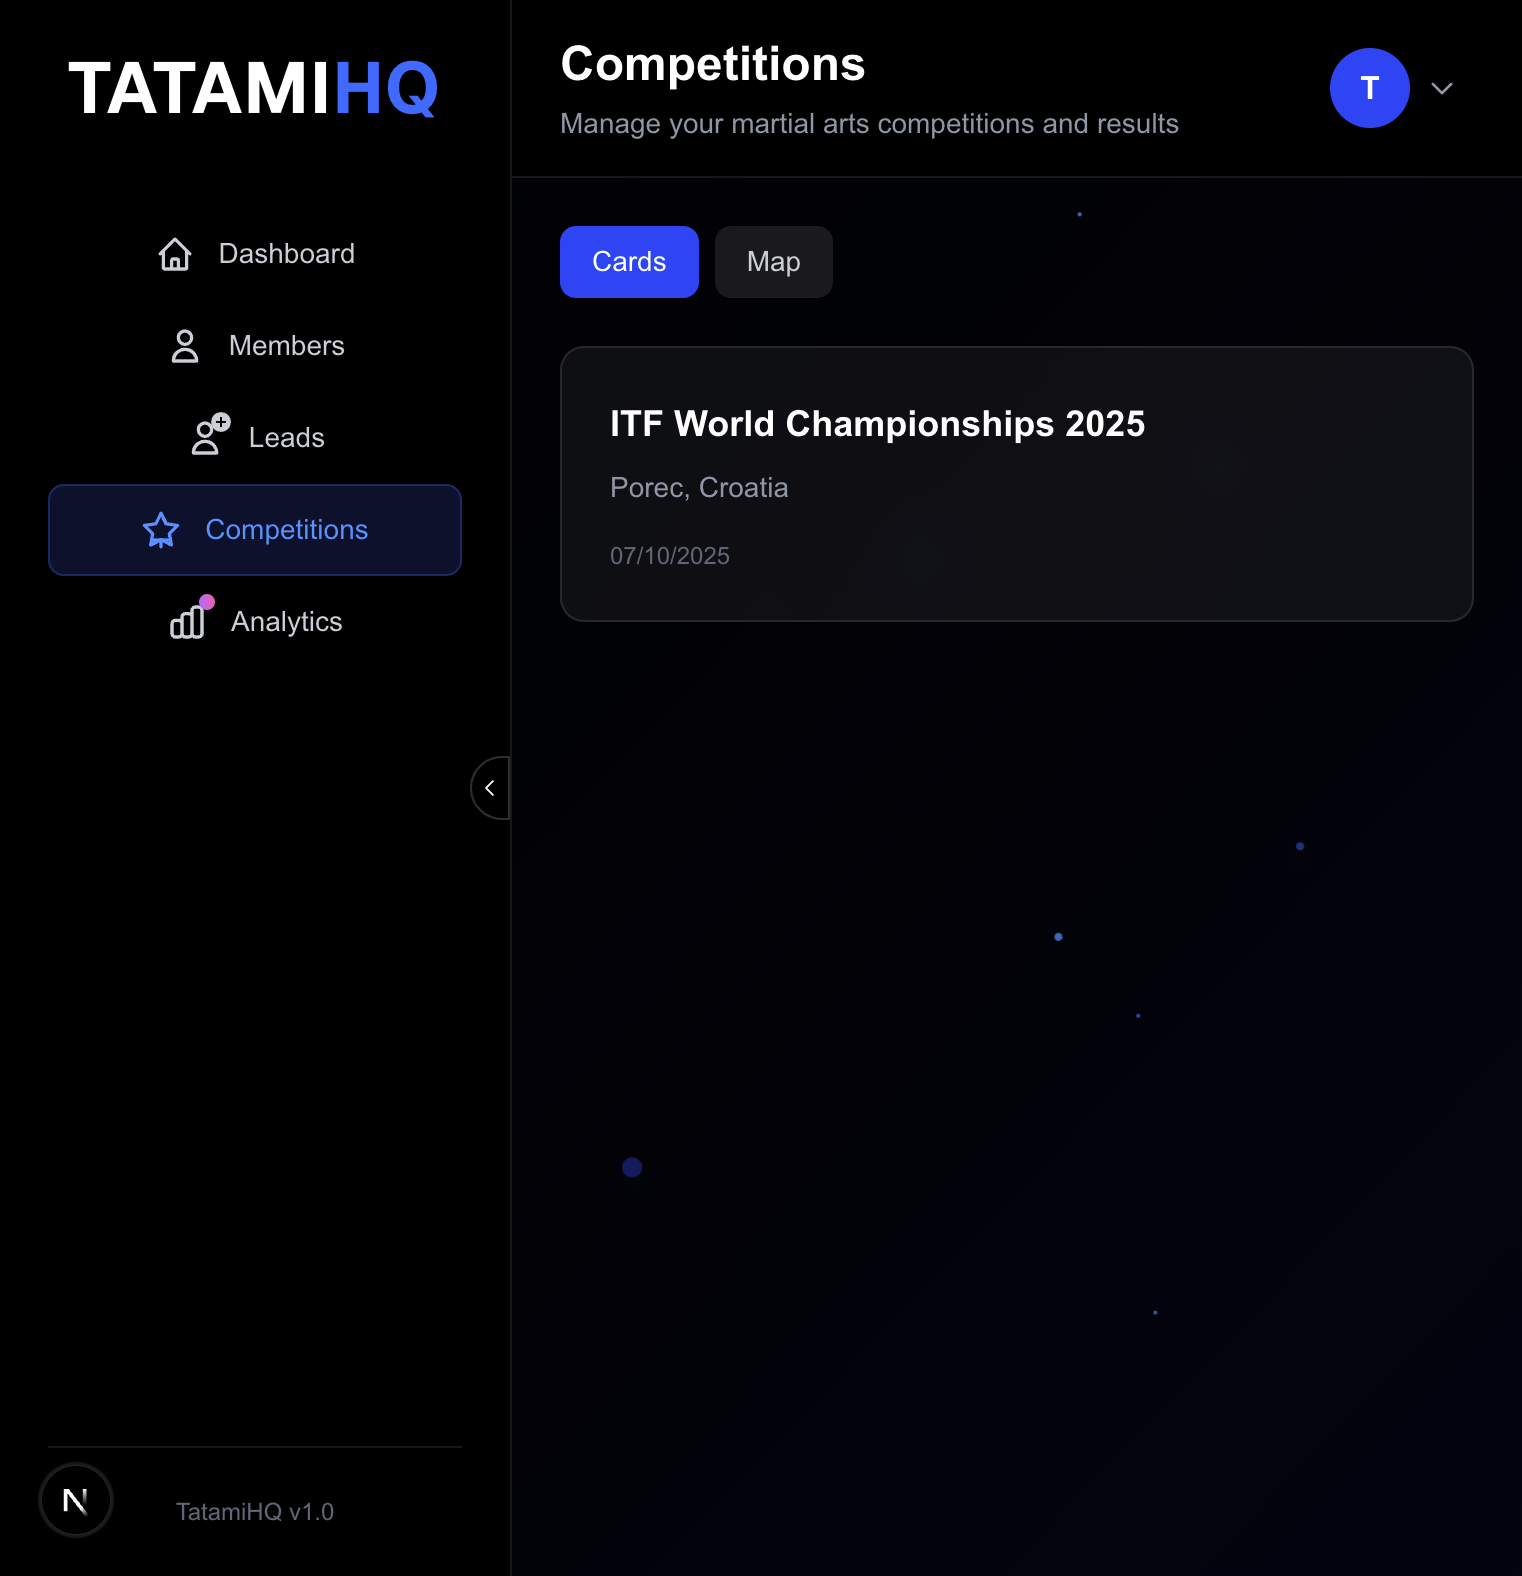 TATAMIHQ
Dashboard
Members
Leads
Competitions
Analytics
N
TatamiHQ v1.0
Competitions
Manage your martial arts competitions and results
T
Cards
Map
ITF World Championships 2025
Porec, Croatia
07/10/2025